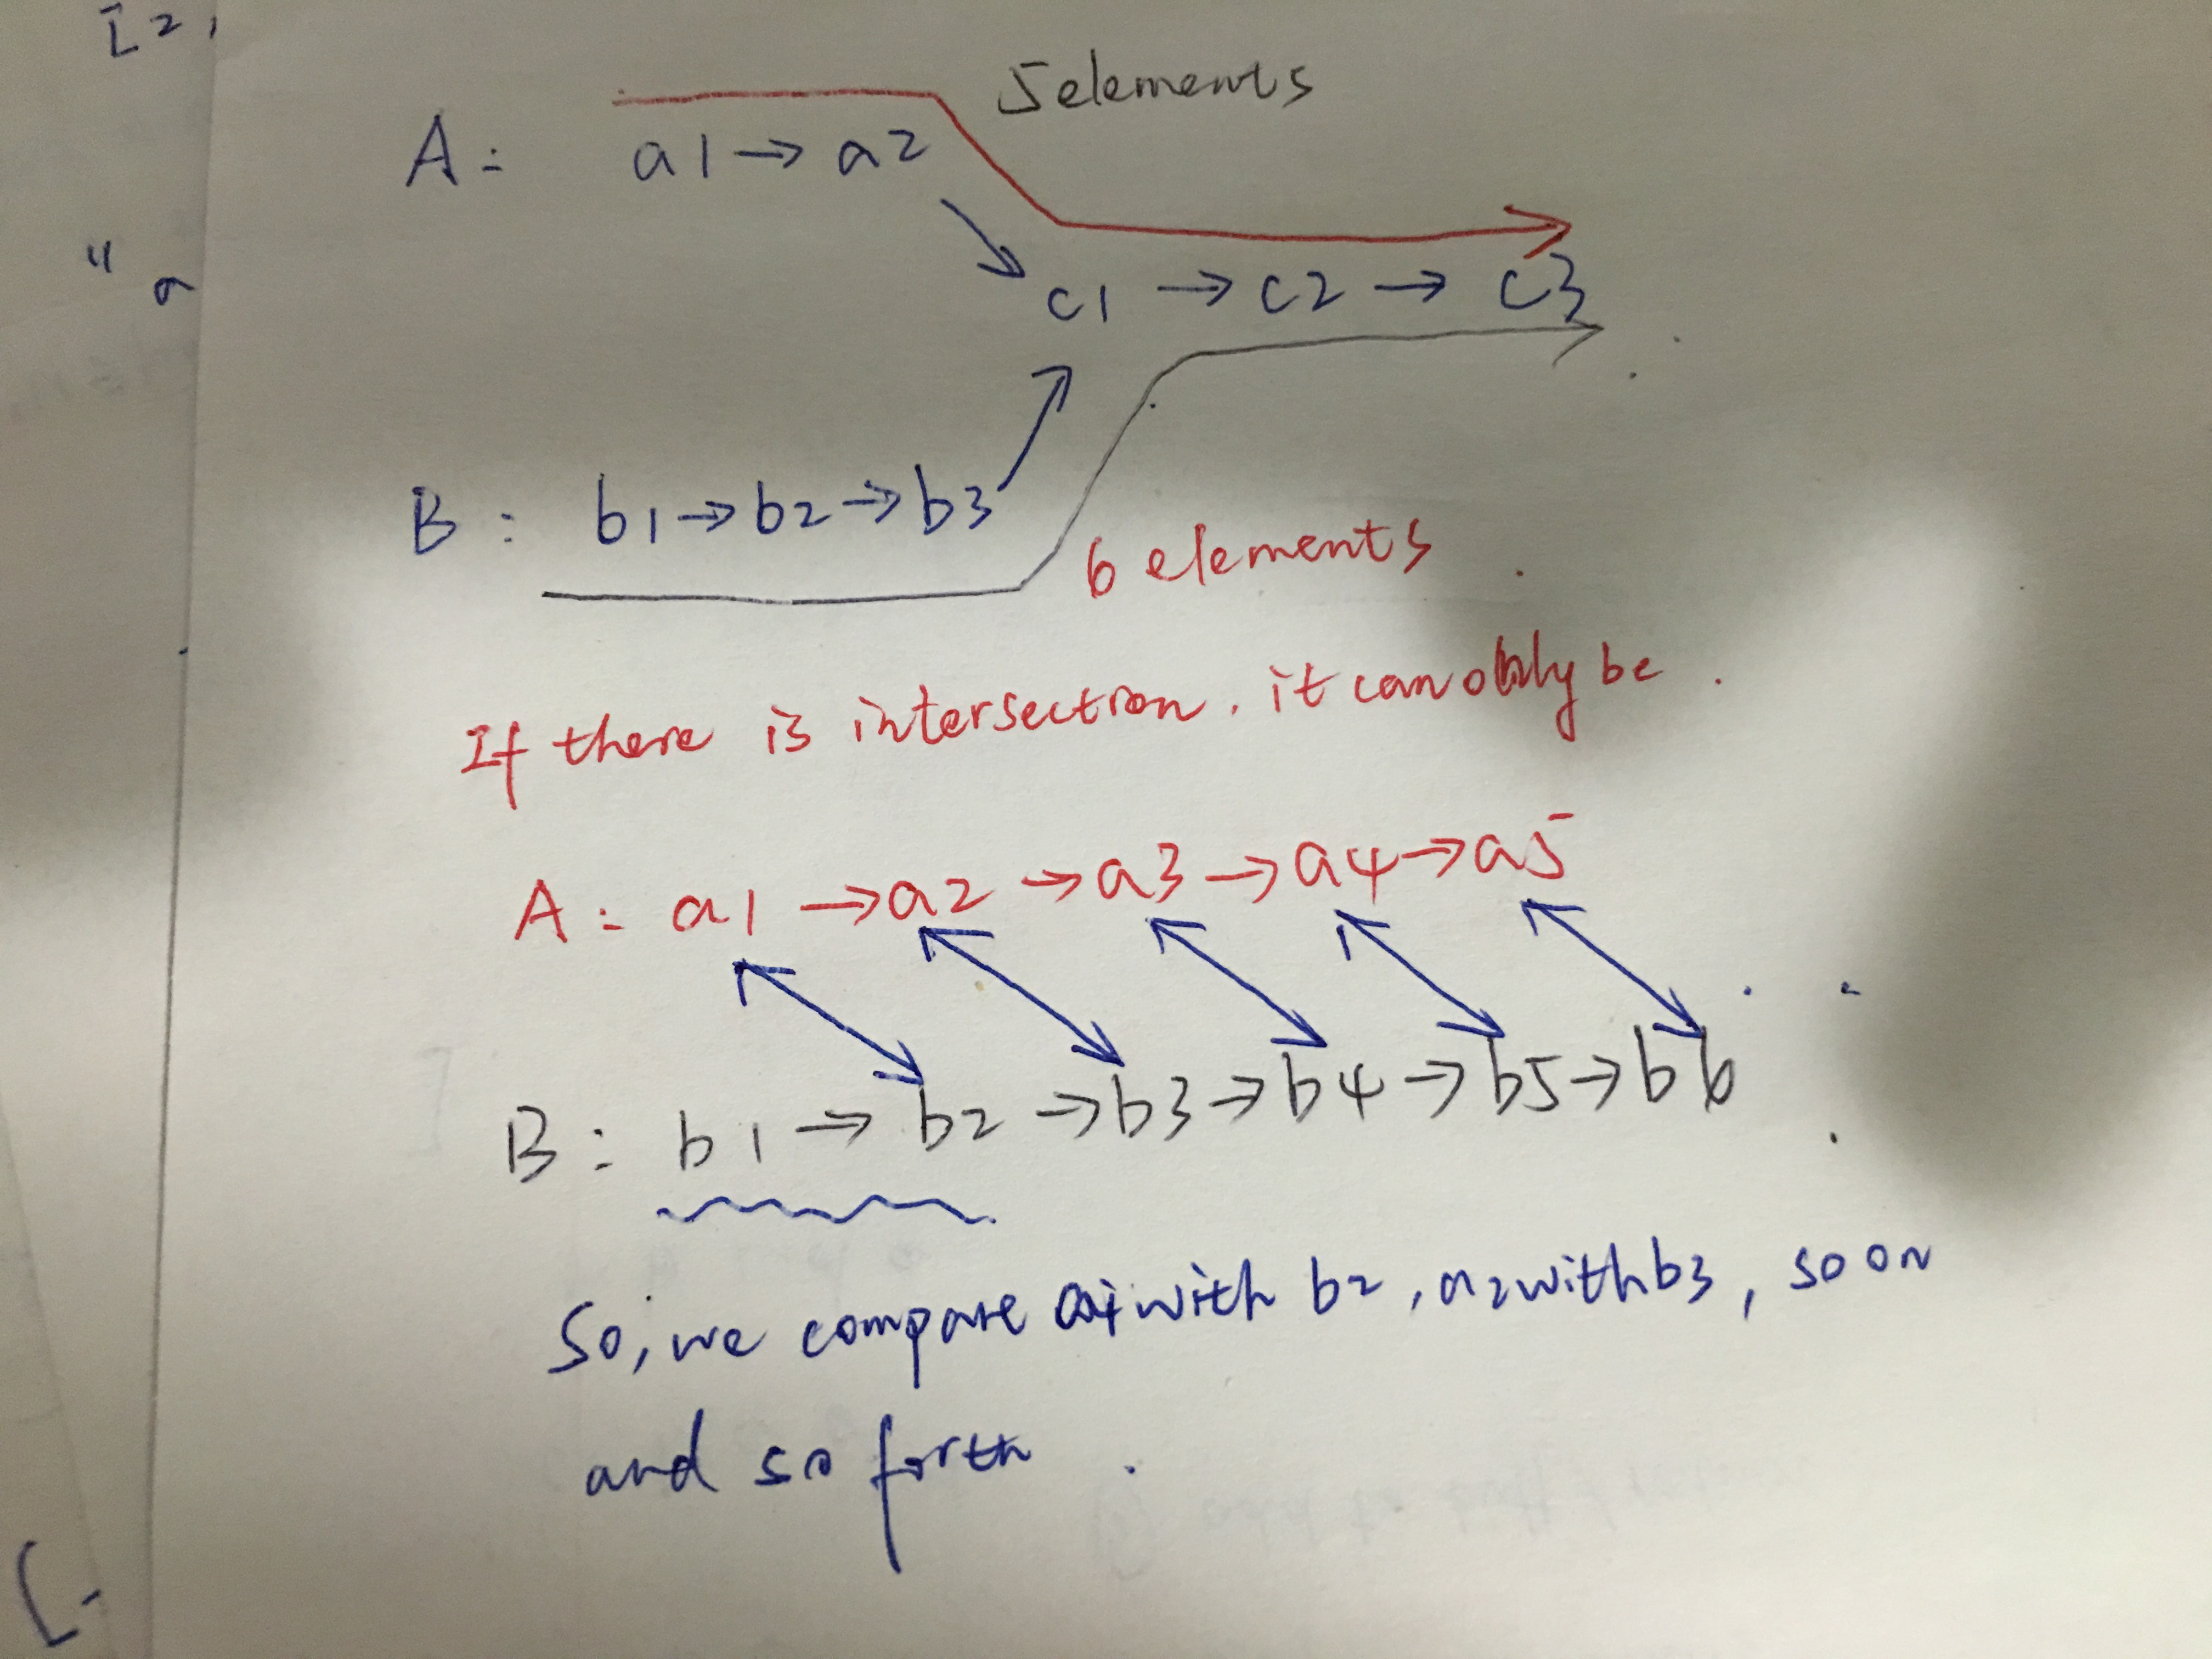 5 elements
A: a1 → a2
c1 → c2 → c3
B: b1 → b2 → b3
6 elements
If there is intersection, it can only be
A: a1 → a2 → a3 → a4 → a5
B: b1 → b2 → b3 → b4 → b5 → b6
So, we compare a1 with b2, a2 with b3, so on
and so forth.